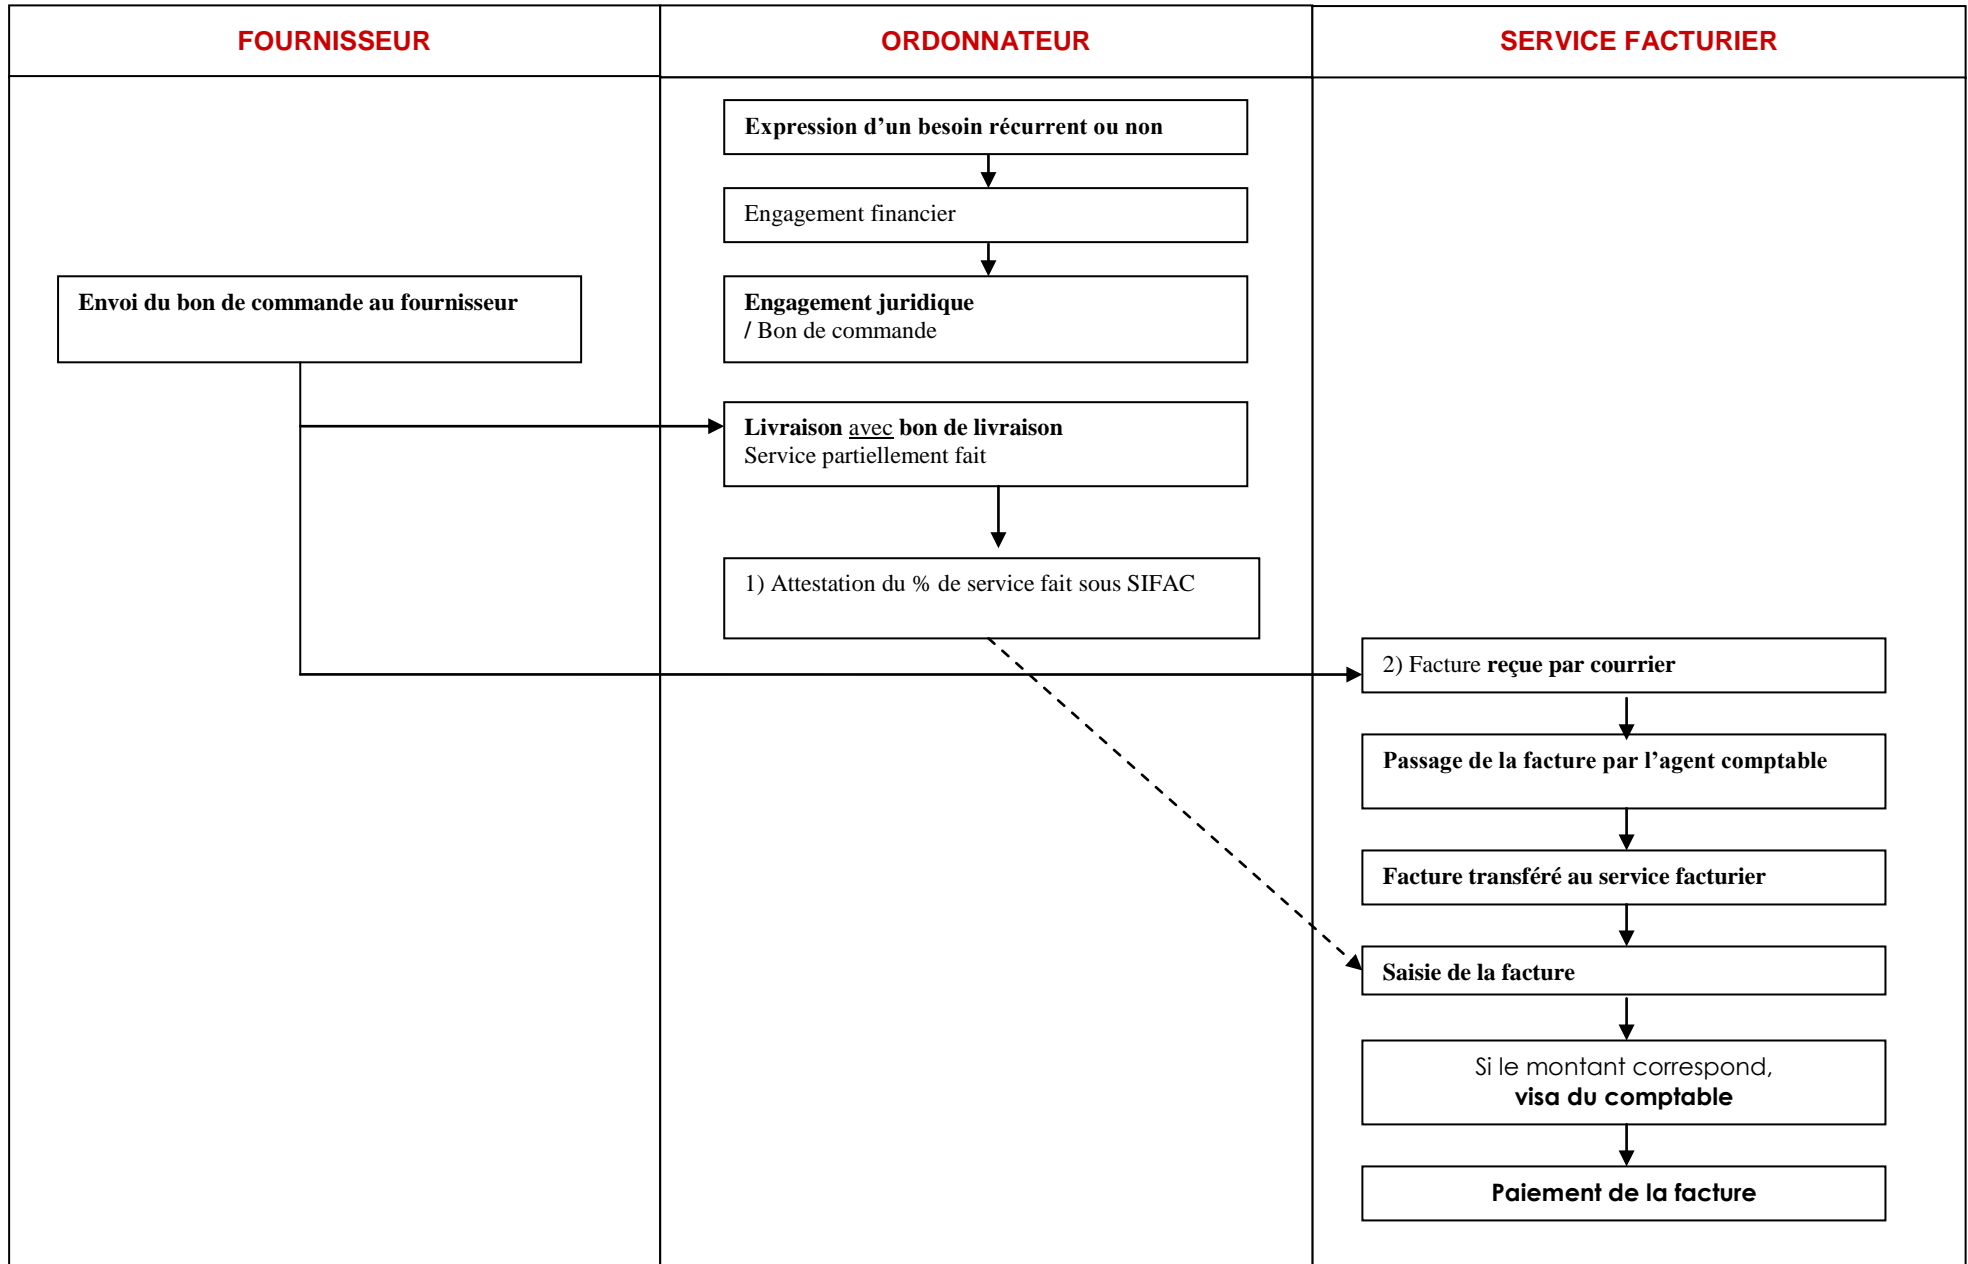 FOURNISSEUR
ORDONNATEUR
SERVICE FACTURIER
Expression d’un besoin récurrent ou non
Engagement financier
Envoi du bon de commande au fournisseur
Engagement juridique
/ Bon de commande
Livraison avec bon de livraison
Service partiellement fait
1) Attestation du % de service fait sous SIFAC
2) Facture reçue par courrier
Passage de la facture par l’agent comptable
Facture transféré au service facturier
Saisie de la facture
Si le montant correspond,
visa du comptable
Paiement de la facture